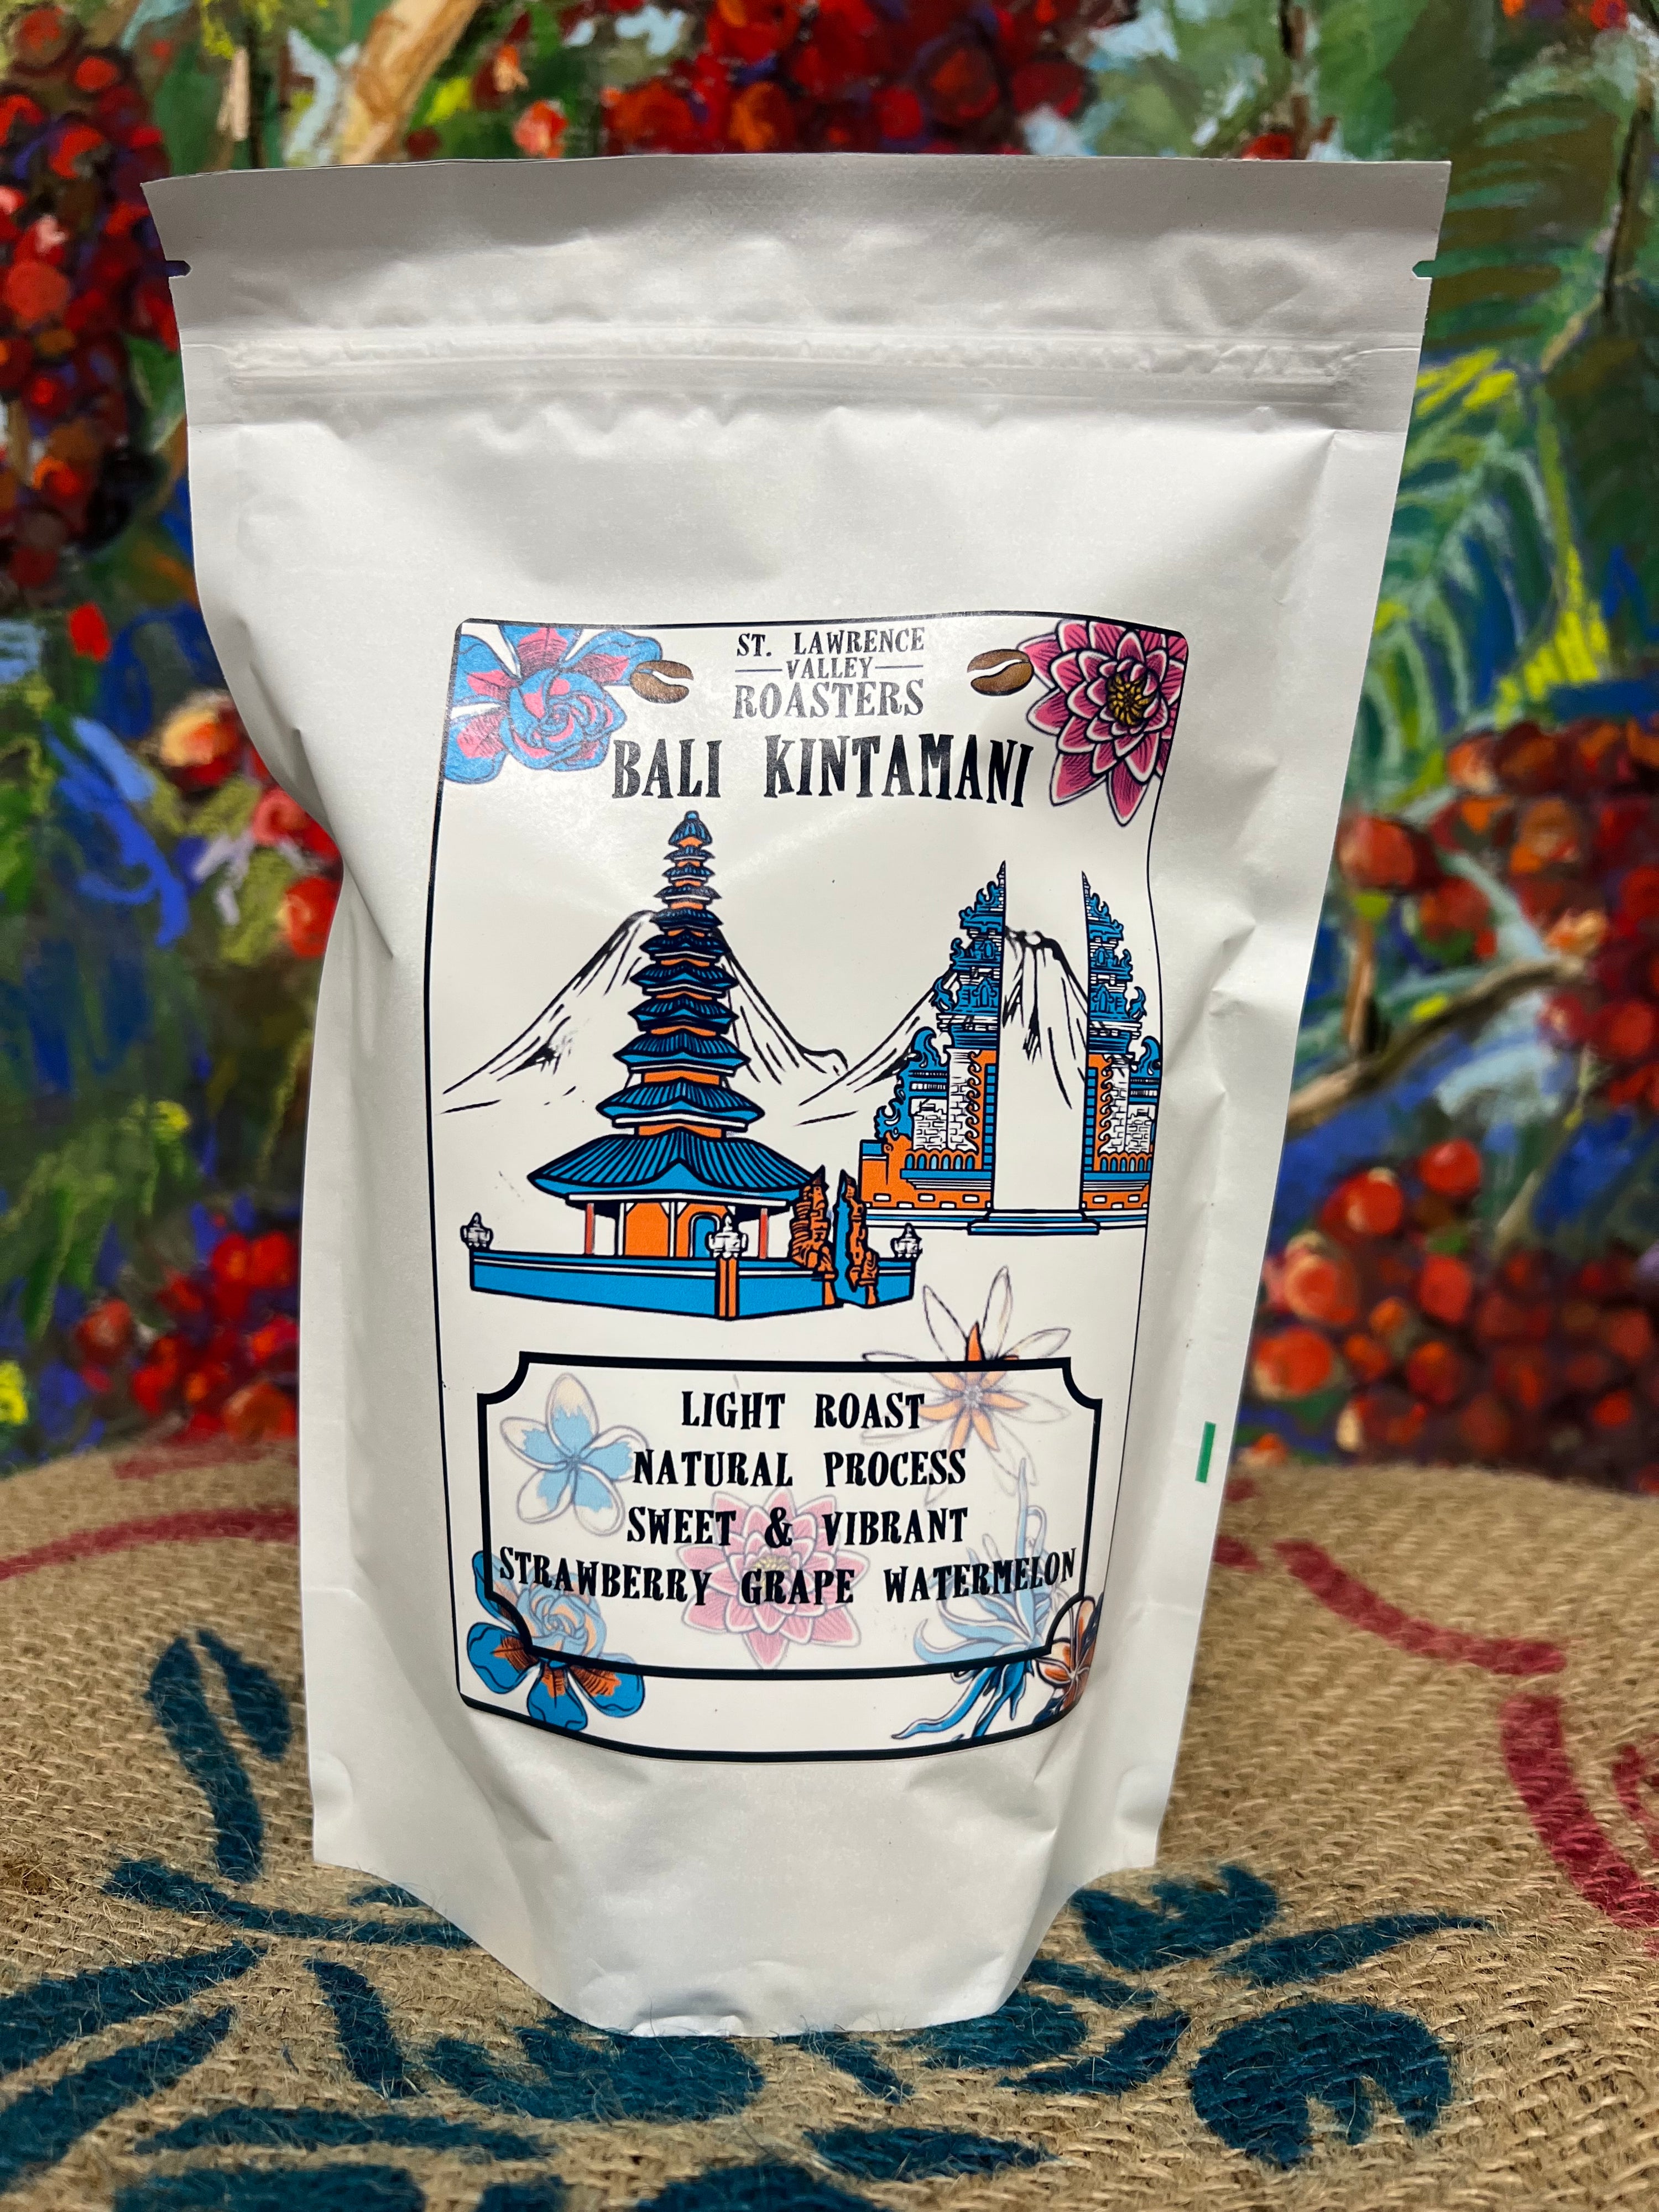 ST. LAWRENCE
VALLEY
ROASTERS
BALI KINTAMANI
LIGHT ROAST
NATURAL PROCESS
SWEET & VIBRANT
STRAWBERRY GRAPE WATERMELON